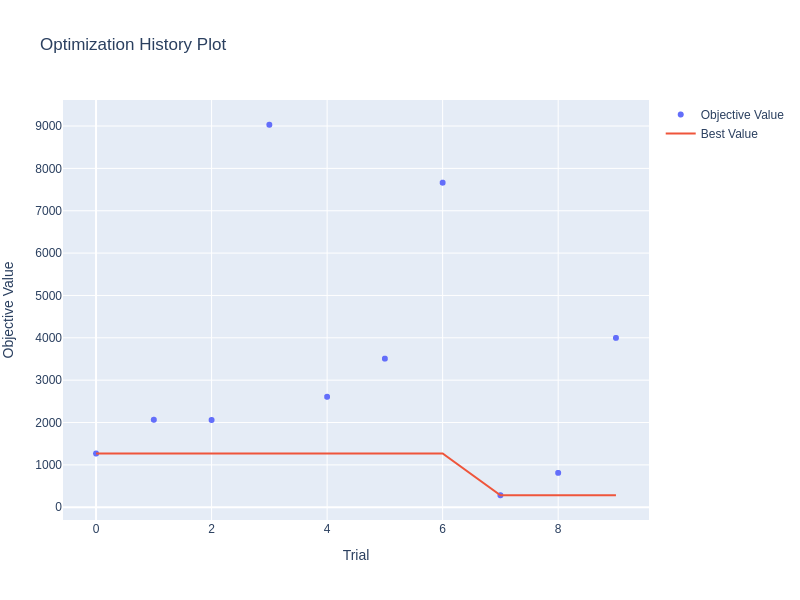 Optimization History Plot
Objective Value
Best Value
9000
8000
7000
6000
5000
4000
3000
2000
1000
0
Objective Value
0 2 4 6 8
Trial